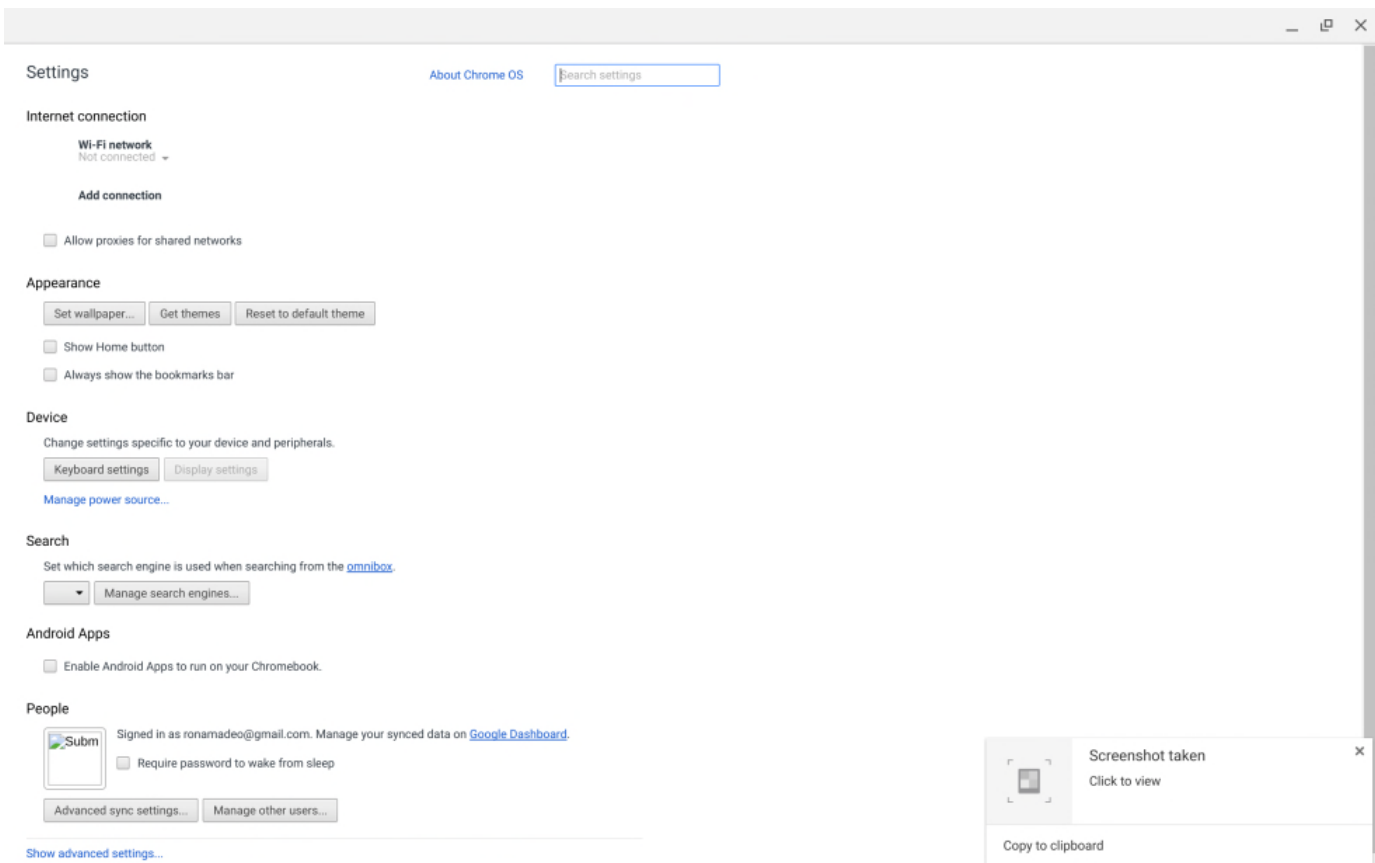 Settings
About Chrome OS
Search settings
Internet connection
Wi-Fi network
Not connected
Add connection
Allow proxies for shared networks
Appearance
Set wallpaper... Get themes Reset to default theme
Show Home button
Always show the bookmarks bar
Device
Change settings specific to your device and peripherals.
Keyboard settings Display settings
Manage power source...
Search
Set which search engine is used when searching from the omnibox.
Manage search engines...
Android Apps
Enable Android Apps to run on your Chromebook.
People
Subm
Signed in as ronamadeo@gmail.com. Manage your synced data on Google Dashboard.
Require password to wake from sleep
Advanced sync settings... Manage other users...
Show advanced settings...
Screenshot taken
Click to view
Copy to clipboard